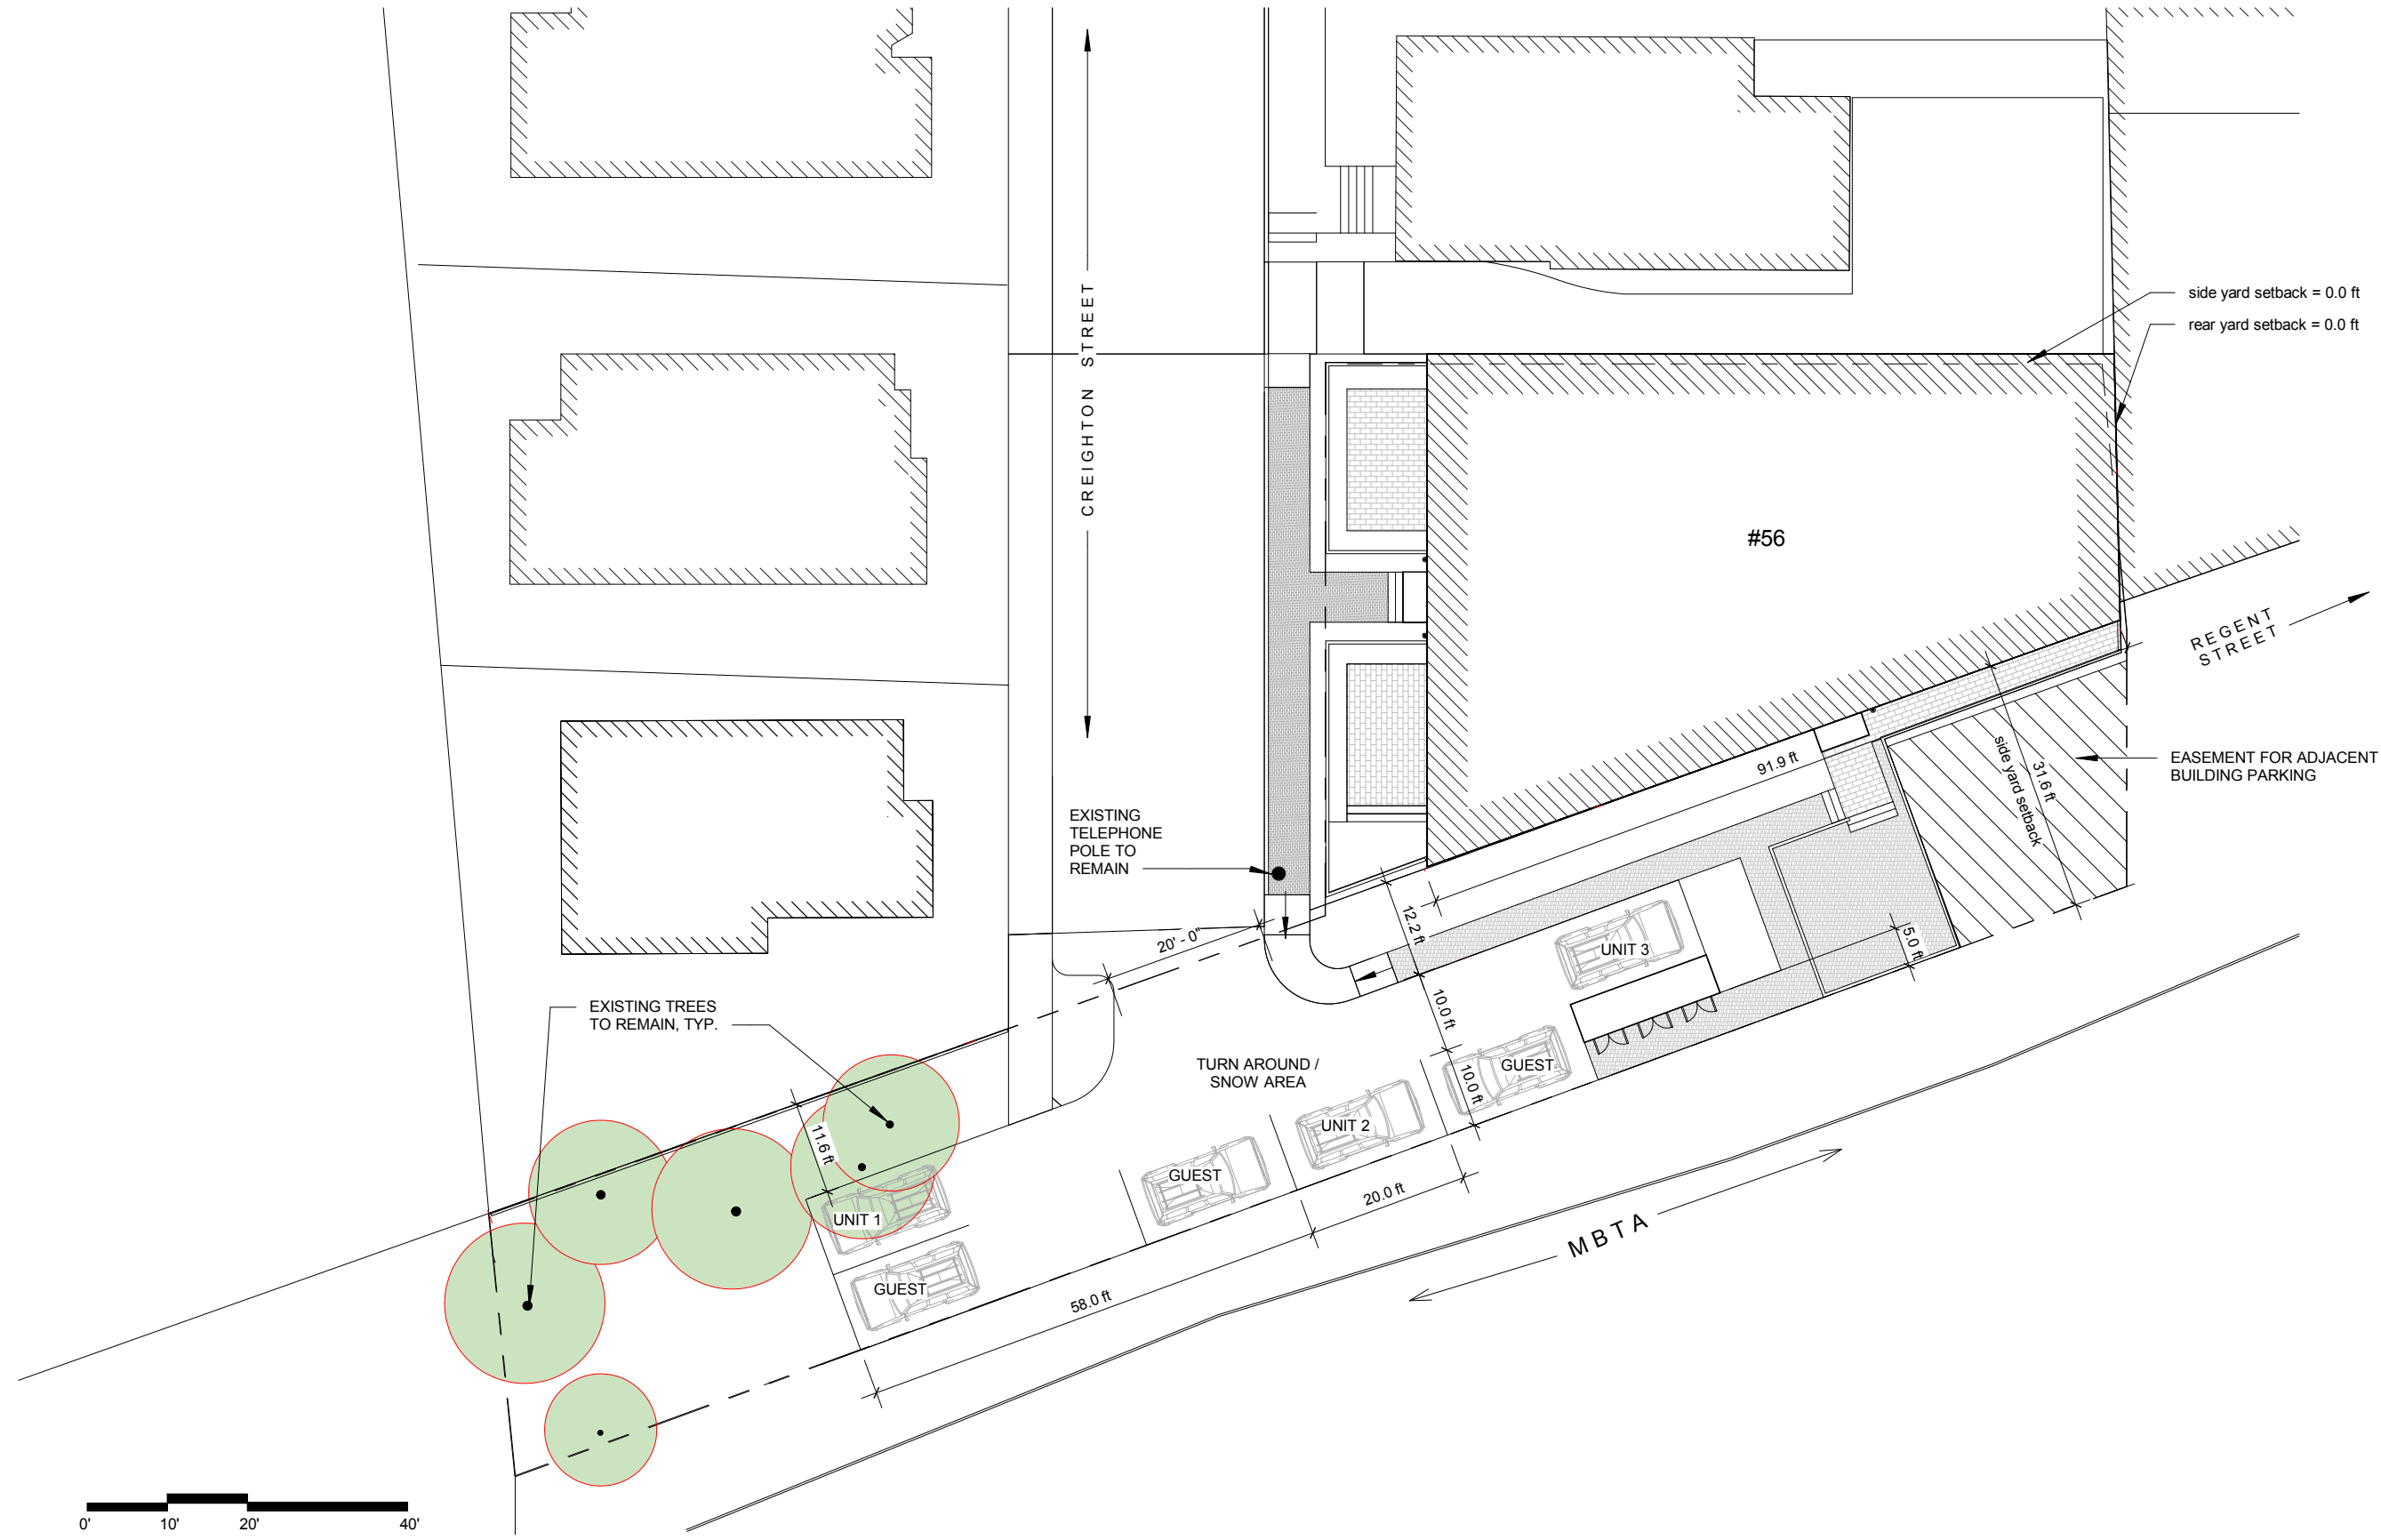 CREIGHTON STREET
side yard setback = 0.0 ft
rear yard setback = 0.0 ft
#56
REGENT
STREET
EASEMENT FOR ADJACENT
BUILDING PARKING
31.6 ft
side yard setback
91.9 ft
EXISTING
TELEPHONE
POLE TO
REMAIN
12.2 ft
20' - 0"
UNIT 3
5.0 ft
10.0 ft
EXISTING TREES
TO REMAIN, TYP.
TURN AROUND /
SNOW AREA
GUEST
10.0 ft
UNIT 2
11.6 ft
GUEST
20.0 ft
UNIT 1
GUEST
58.0 ft
MBTA
0' 10' 20' 40'